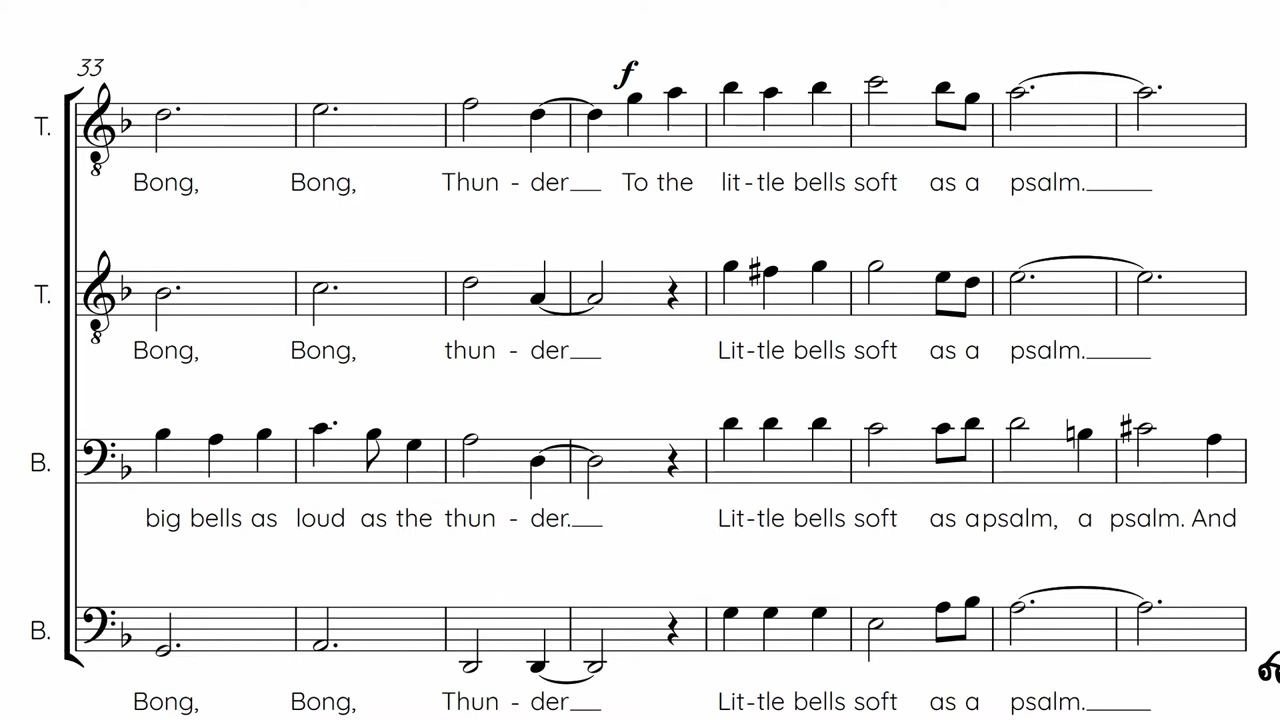 33
f
T.
Bong, Bong, Thun - der To the lit-tle bells soft as a psalm.
T.
Bong, Bong, thun - der Lit-tle bells soft as a psalm.
B.
big bells as loud as the thun - der. Lit-tle bells soft as a psalm, a psalm. And
B.
Bong, Bong, Thun - der Lit-tle bells soft as a psalm.